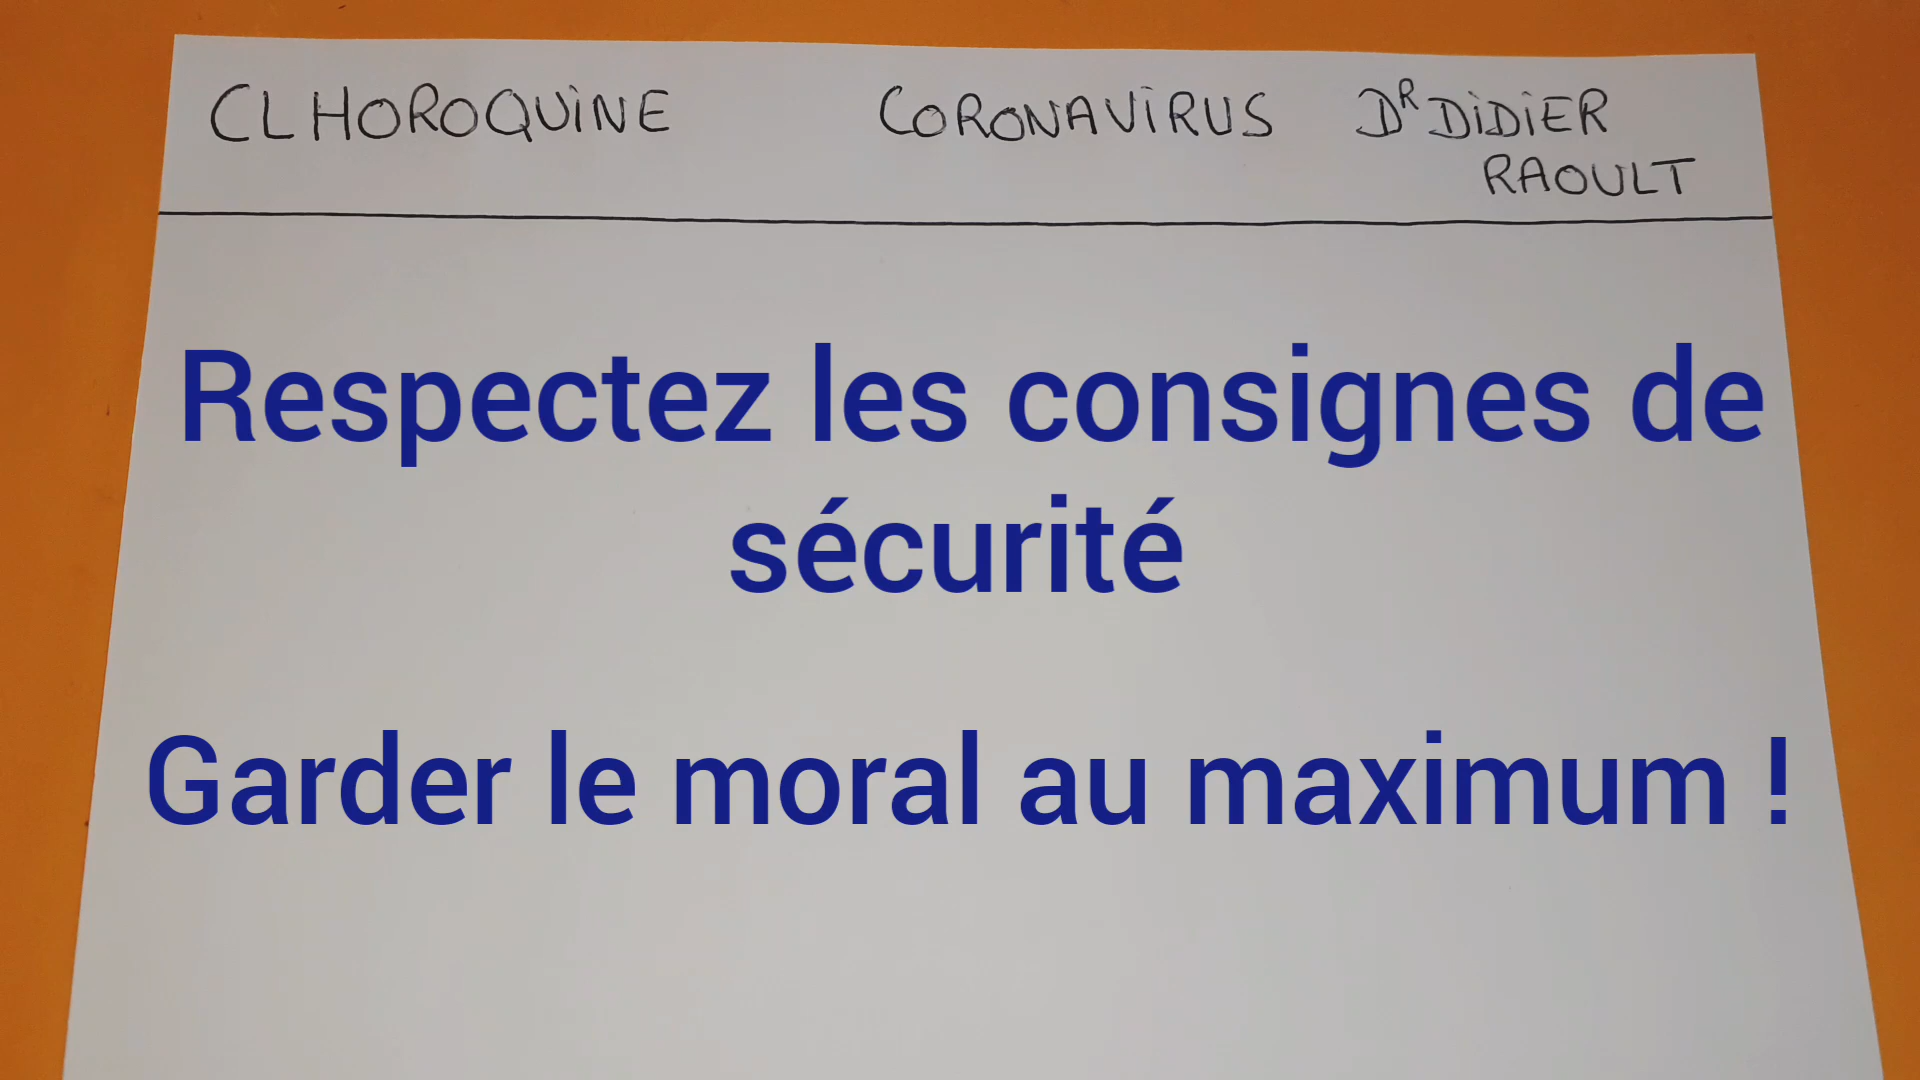 CLHOROQUINE CORONAVIRUS DR DIDIER
RAOULT
Respectez les consignes de
sécurité
Garder le moral au maximum !